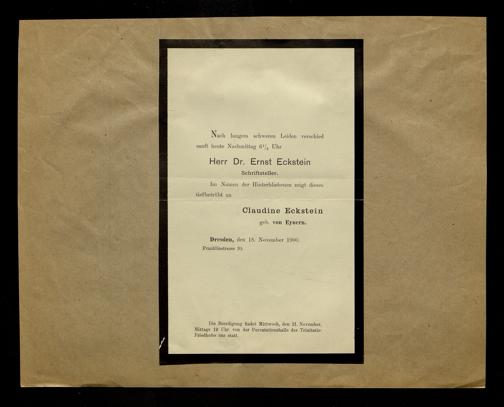 Nach langem schweren Leiden verschied
sanft heute Nachmittag 6¼ Uhr
Herr Dr. Ernst Eckstein
Schriftsteller.
Im Namen der Hinterbliebenen zeigt dieses
tiefbetrübt an
Claudine Eckstein
geb. von Eynern.
Dresden, den 18. November 1900.
Franklinstrasse
Die Beerdigung findet Mittwoch, den 21. November,
Mittags 12 Uhr von der Parentationshalle des Trinitatis-
Friedhofes aus statt.